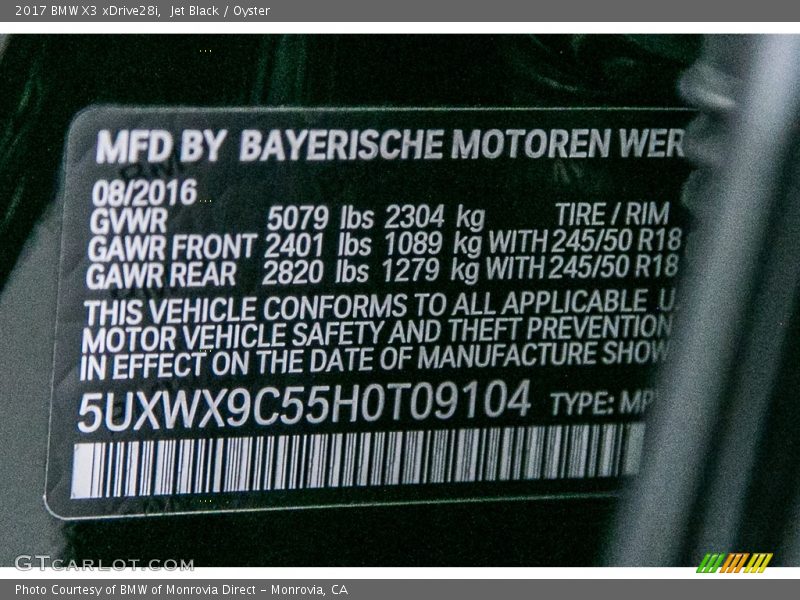 2017 BMW X3 xDrive28i, Jet Black / Oyster
MFD BY BAYERISCHE MOTOREN WER
08/2016
GVWR 5079 lbs 2304 kg TIRE / RIM
GAWR FRONT 2401 lbs 1089 kg WITH 245/50 R18
GAWR REAR 2820 lbs 1279 kg WITH 245/50 R18
THIS VEHICLE CONFORMS TO ALL APPLICABLE U.
MOTOR VEHICLE SAFETY AND THEFT PREVENTION
IN EFFECT ON THE DATE OF MANUFACTURE SHOW
5UXWX9C55H0T09104 TYPE: MP
GTCARLOT.COM
Photo Courtesy of BMW of Monrovia Direct - Monrovia, CA